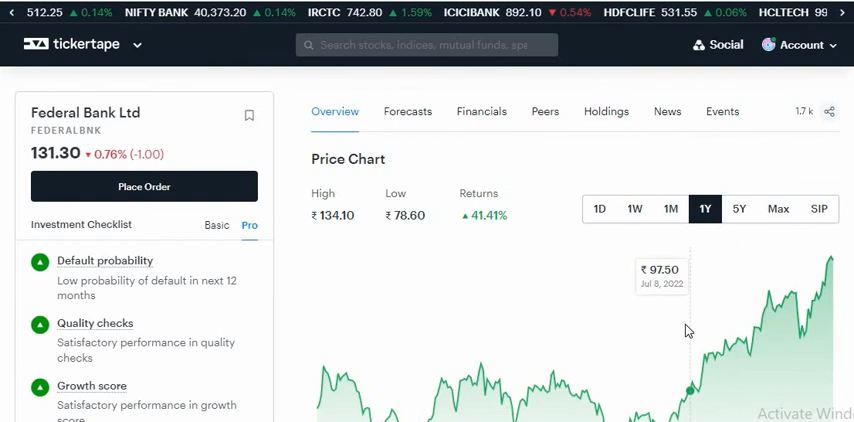 512.25 ▲ 0.14% NIFTY BANK 40,373.20 ▲ 0.14% IRCTC 742.80 ▲ 1.59% ICICIBANK 892.10 ▼ 0.54% HDFCLIFE 531.55 ▲ 0.06% HCLTECH 99
tickertape
Search stocks, indices, mutual funds, spe
Social
Account
Federal Bank Ltd
FEDERALBNK
131.30 ▼ 0.76% (-1.00)
Place Order
Investment Checklist Basic Pro
Default probability
Low probability of default in next 12
months
Quality checks
Satisfactory performance in quality
checks
Growth score
Satisfactory performance in growth
score
Overview Forecasts Financials Peers Holdings News Events 1.7 k
Price Chart
High Low Returns
₹ 134.10 ₹ 78.60 ▲ 41.41%
1D 1W 1M 1Y 5Y Max SIP
₹ 97.50
Jul 8, 2022
Activate Wind